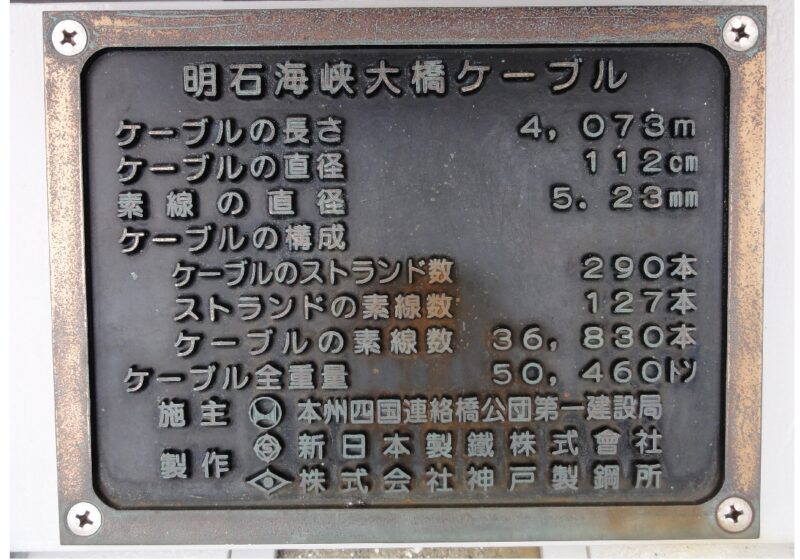 明石海峡大橋ケーブル
ケーブルの長さ 4,073m
ケーブルの直径 112cm
素線の直径 5.23mm
ケーブルの構成
ケーブルのストランド数 290本
ストランドの素線数 127本
ケーブルの素線数 36,830本
ケーブル全重量 50,460トン
施主 本州四国連絡橋公団第一建設局
製作 新日本製鐵株式會社
株式会社神戸製鋼所